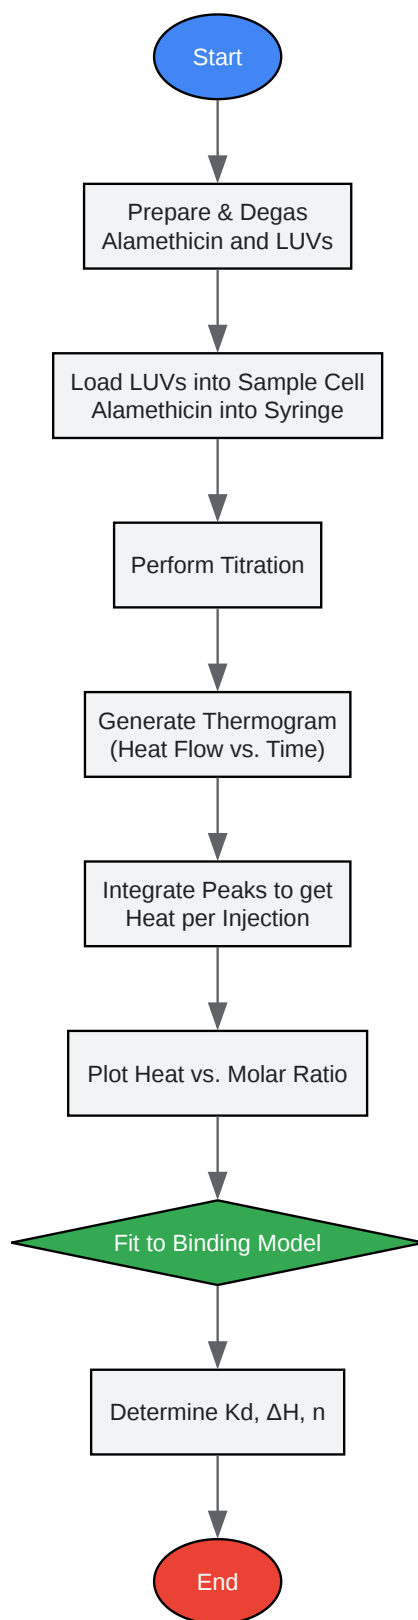 Start
Prepare & Degas
Alamethicin and LUVs
Load LUVs into Sample Cell
Alamethicin into Syringe
Perform Titration
Generate Thermogram
(Heat Flow vs. Time)
Integrate Peaks to get
Heat per Injection
Plot Heat vs. Molar Ratio
Fit to Binding Model
Determine Kd, ΔH, n
End